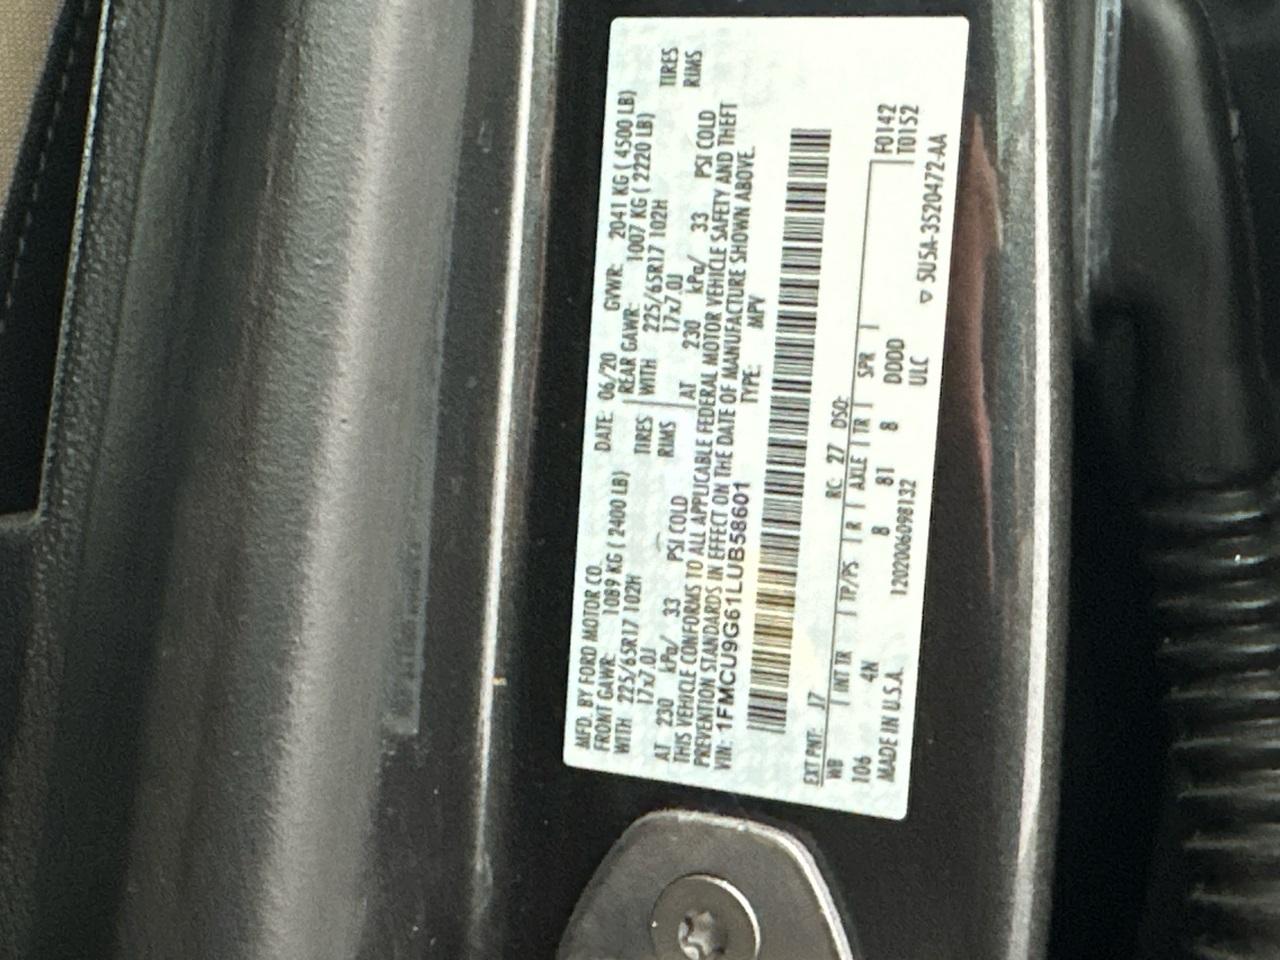 MFD. BY FORD MOTOR CO. DATE: 06/20 GVWR: 2041 KG ( 4500 LB)
FRONT GAWR: 1089 KG ( 2400 LB) REAR GAWR: 1007 KG ( 2220 LB)
WITH 225/65R17 102H TIRES WITH 225/65R17 102H TIRES
17x7.0J RIMS 17x7.0J RIMS
AT 230 kPa/ 33 PSI COLD AT 230 kPa/ 33 PSI COLD
THIS VEHICLE CONFORMS TO ALL APPLICABLE FEDERAL MOTOR VEHICLE SAFETY AND THEFT
PREVENTION STANDARDS IN EFFECT ON THE DATE OF MANUFACTURE SHOWN ABOVE.
VIN: 1FMCU9G61LUB58601 TYPE: MPV
EXT PNT: J7 RC: 27 DSO:
WB INT TR TP/PS R AXLE TR SPR F0142
106 4N 8 81 8 DDDD T0152
MADE IN U.S.A. 1202006098132 ULC
▽ SU5A-3520472-AA